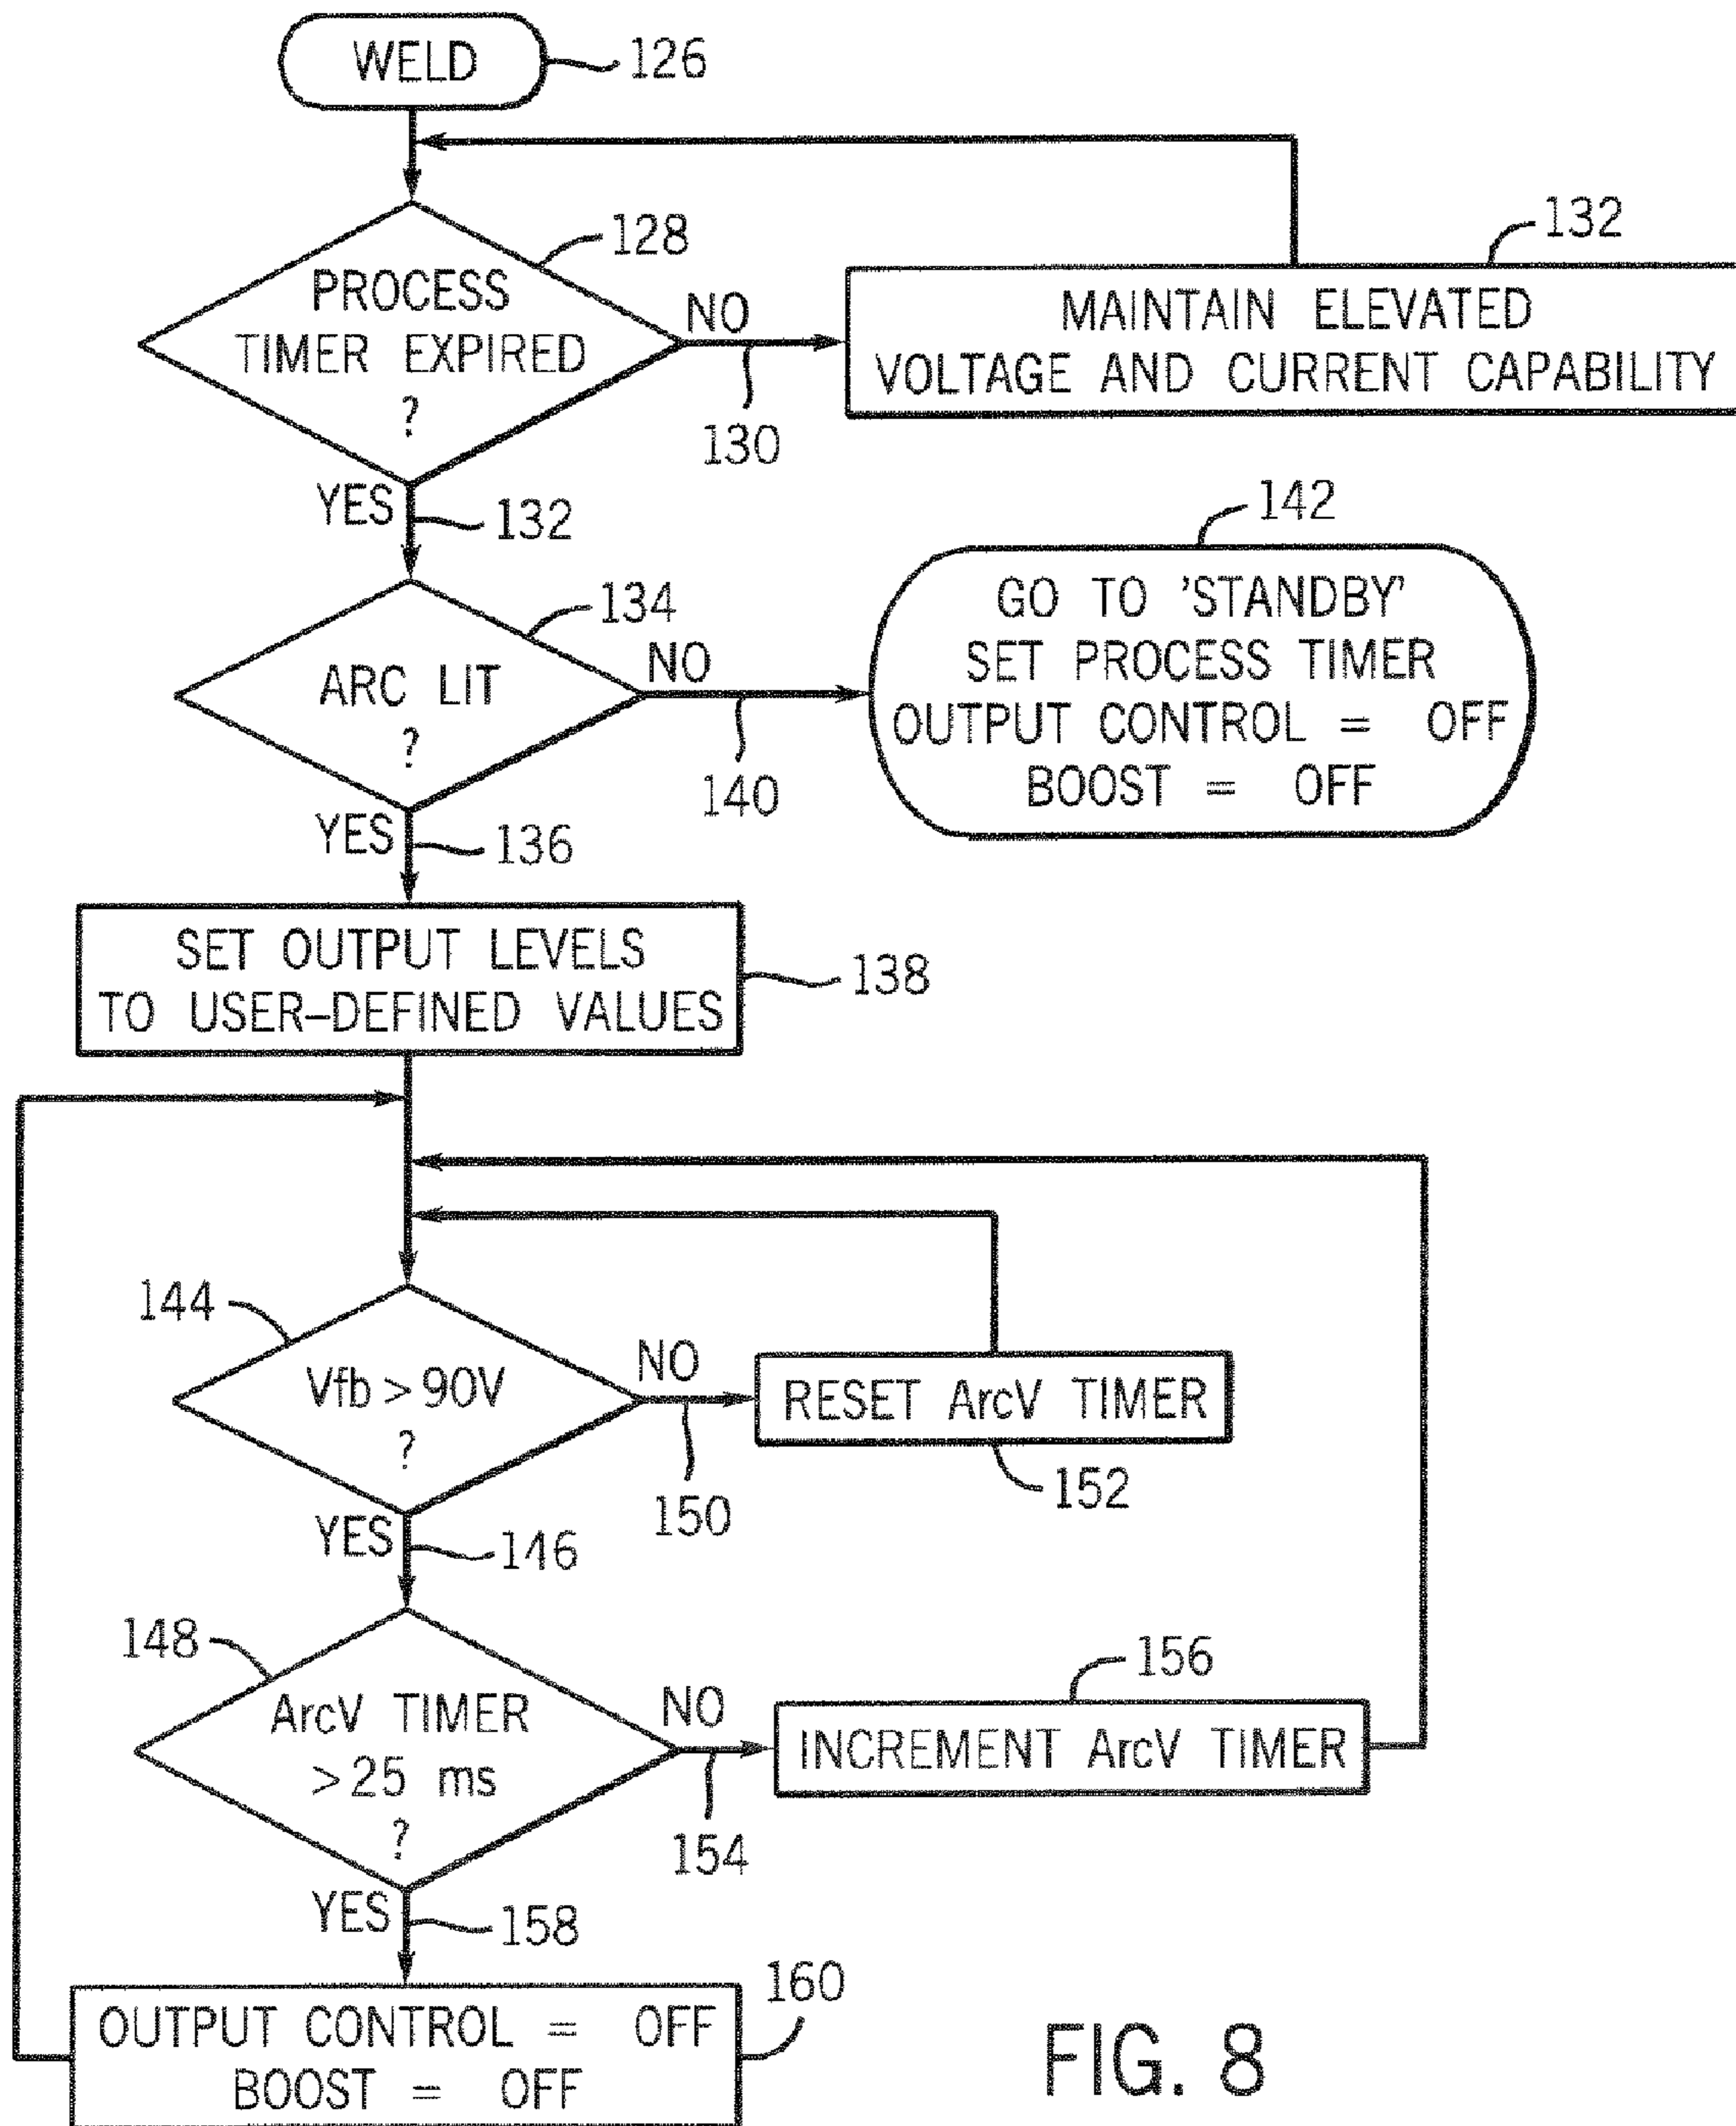 WELD
126
128
PROCESS
TIMER EXPIRED
?
NO
130
132
MAINTAIN ELEVATED
VOLTAGE AND CURRENT CAPABILITY
YES
132
134
ARC LIT
?
NO
140
142
GO TO 'STANDBY'
SET PROCESS TIMER
OUTPUT CONTROL = OFF
BOOST = OFF
YES
136
SET OUTPUT LEVELS
TO USER-DEFINED VALUES
138
144
Vfb > 90V
?
NO
150
RESET ArcV TIMER
152
YES
146
148
ArcV TIMER
> 25 ms
?
NO
154
156
INCREMENT ArcV TIMER
YES
158
OUTPUT CONTROL = OFF
BOOST = OFF
160
FIG. 8